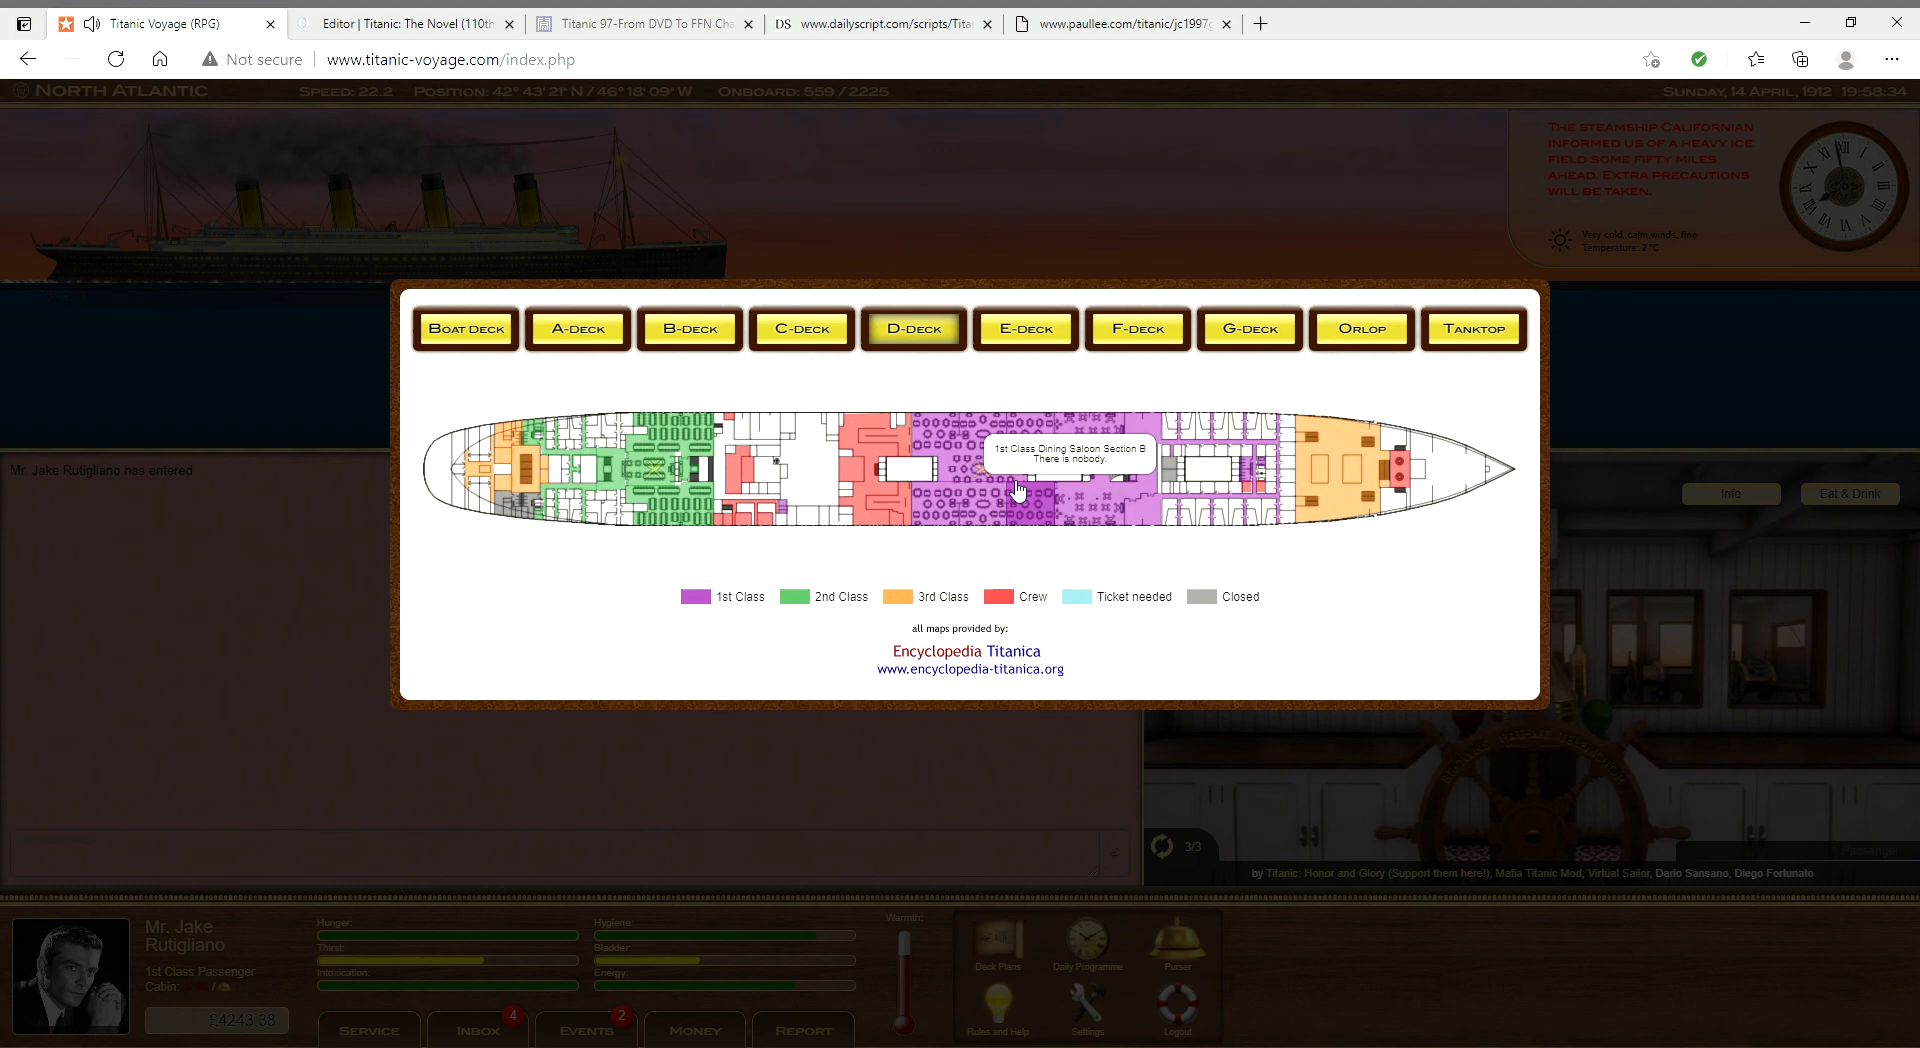 Titanic Voyage (RPG)
Editor | Titanic: The Novel (110th
Titanic 97-From DVD To FFN Cha
DS www.dailyscript.com/scripts/Tita
www.paullee.com/titanic/jc1997
Not secure www.titanic-voyage.com/index.php
North Atlantic Speed: 22.2 Position: 42° 43' 21" N / 46° 18' 09" W Onboard: 559 / 2225 Sunday, 14 April, 1912 19:58:34
The steamship Californian
informed us of a heavy ice
field some fifty miles
ahead. Extra precautions
will be taken.
Very cold, calm winds, fine
Temperature: 2 °C
Boat Deck A-Deck B-Deck C-Deck D-Deck E-Deck F-Deck G-Deck Orlop Tanktop
1st Class Dining Saloon Section B
There is nobody.
1st Class 2nd Class 3rd Class Crew Ticket needed Closed
all maps provided by:
Encyclopedia Titanica
www.encyclopedia-titanica.org
Mr. Jake Rutigliano has entered
Info Eat & Drink
3/3
Passenger
by Titanic: Honor and Glory (Support them here!), Mafia Titanic Mod, Virtual Sailor, Dario Sansano, Diego Fortunato
Mr. Jake
Rutigliano
1st Class Passenger
Cabin: /
£4243.38
Hunger:
Thirst:
Intoxication:
Hygiene:
Bladder:
Energy:
Warmth:
Service Inbox 4 Events 2 Money Report
Deck Plans Daily Programme Purser
Rules and Help Settings Logout